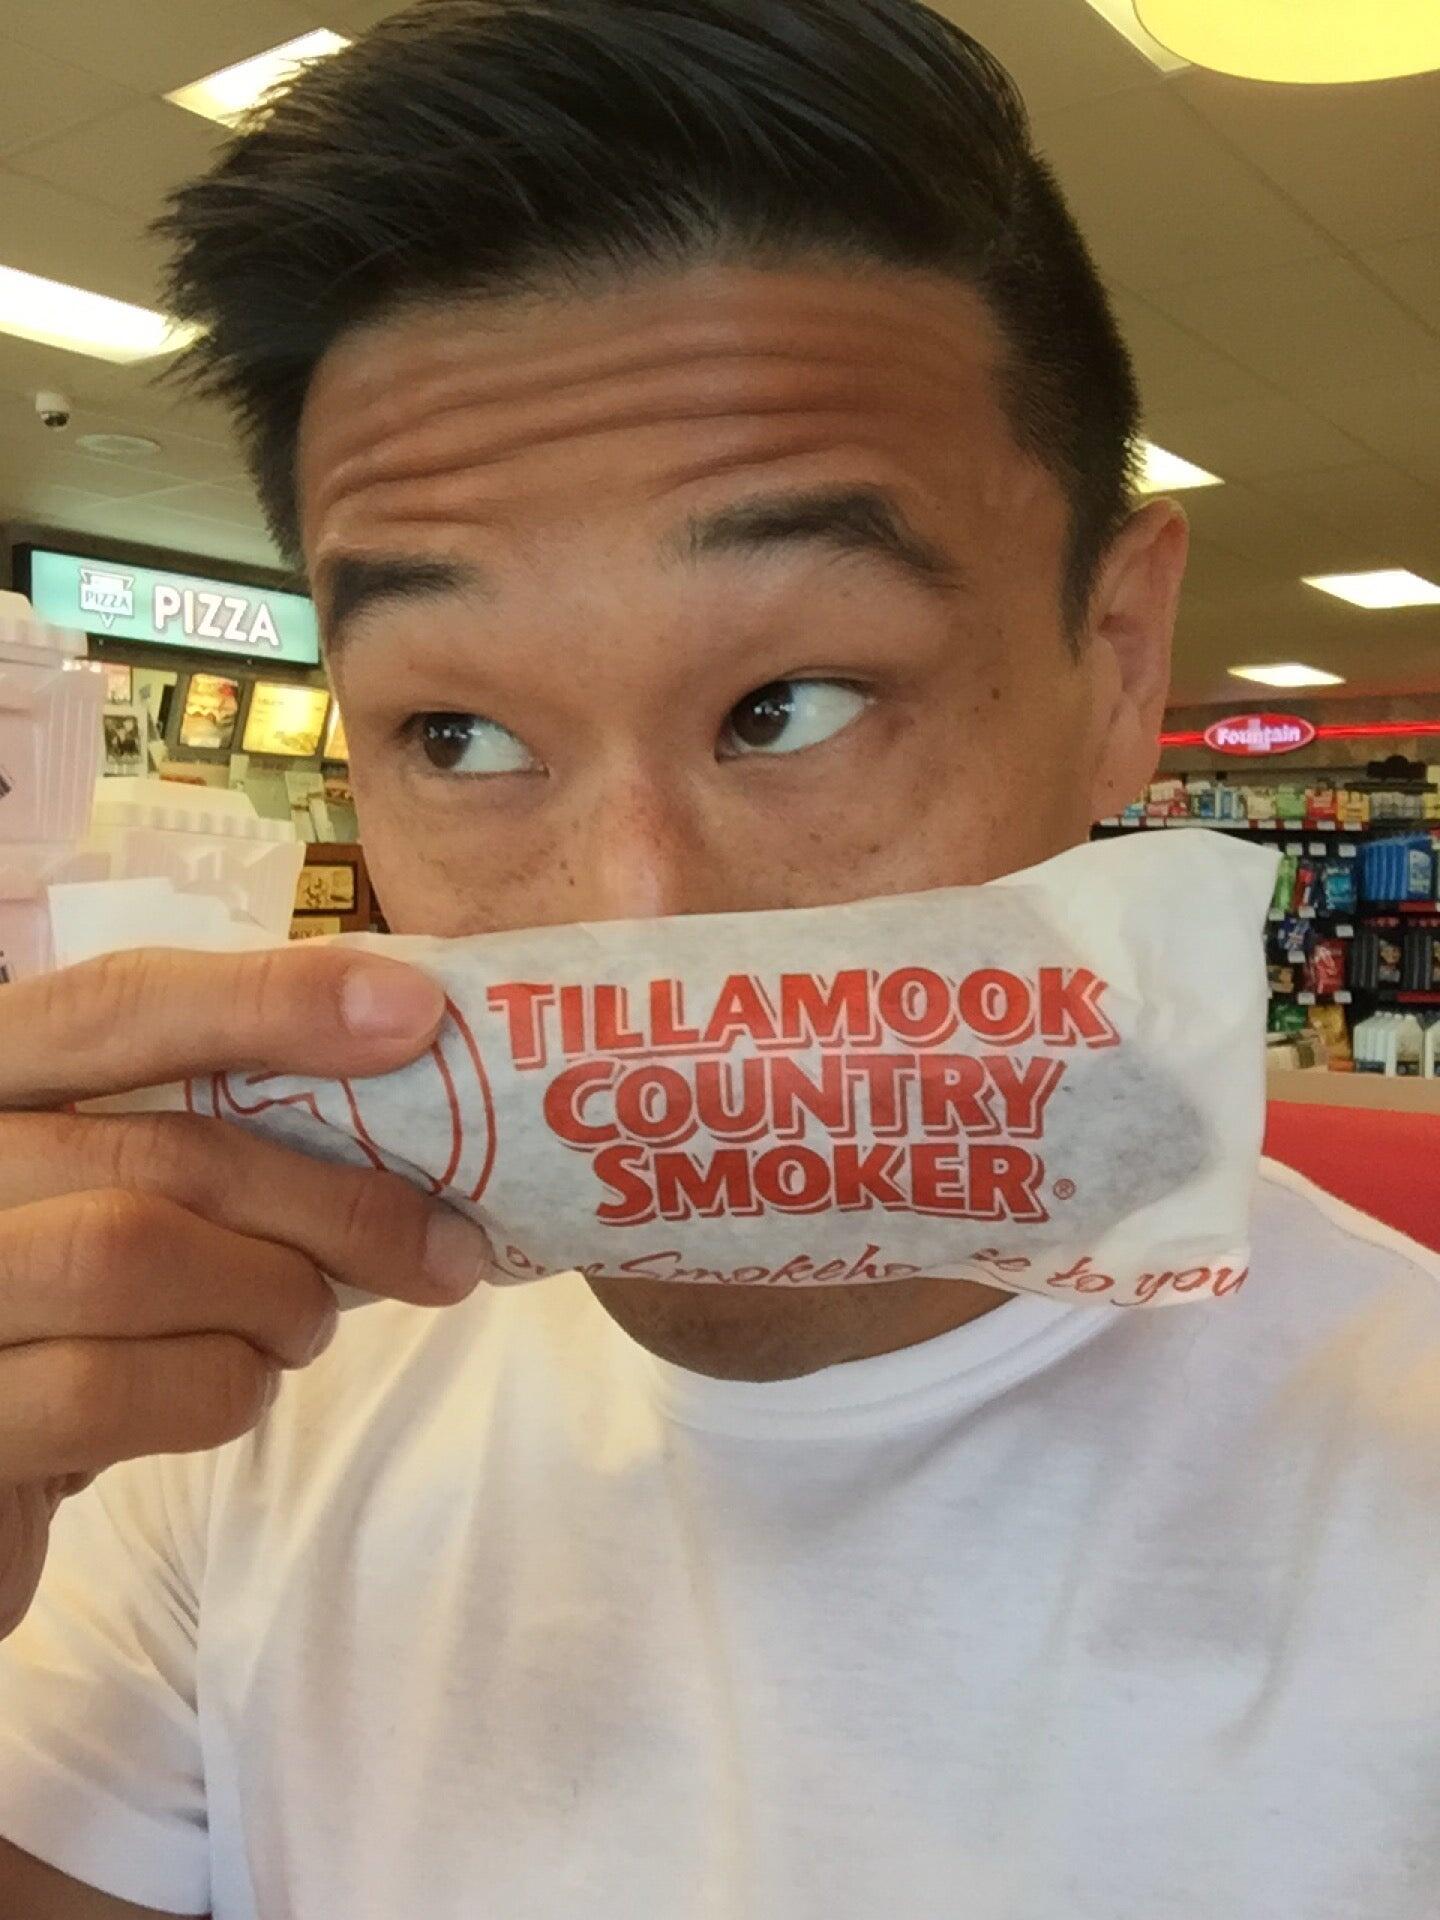 PIZZA PIZZA
Fountain
TILLAMOOK
COUNTRY
SMOKER®
to you